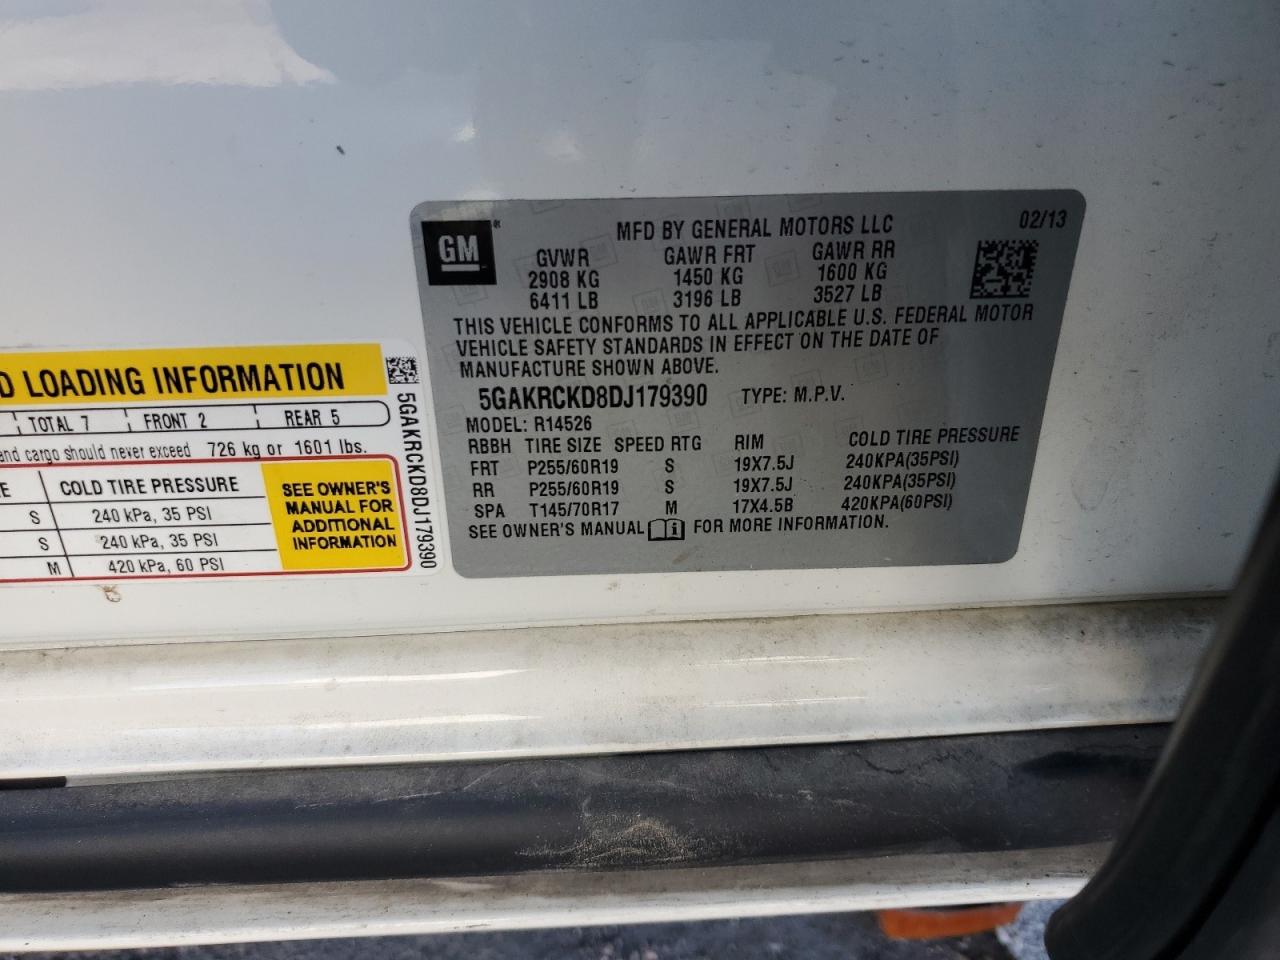 GM
®
MFD BY GENERAL MOTORS LLC
02/13
GVWR GAWR FRT GAWR RR
2908 KG 1450 KG 1600 KG
6411 LB 3196 LB 3527 LB
THIS VEHICLE CONFORMS TO ALL APPLICABLE U.S. FEDERAL MOTOR
VEHICLE SAFETY STANDARDS IN EFFECT ON THE DATE OF
MANUFACTURE SHOWN ABOVE.
5GAKRCKD8DJ179390 TYPE: M.P.V.
MODEL: R14526
RBBH TIRE SIZE SPEED RTG RIM COLD TIRE PRESSURE
FRT P255/60R19 S 19X7.5J 240KPA(35PSI)
RR P255/60R19 S 19X7.5J 240KPA(35PSI)
SPA T145/70R17 M 17X4.5B 420KPA(60PSI)
SEE OWNER'S MANUAL FOR MORE INFORMATION.
D LOADING INFORMATION
TOTAL 7 FRONT 2 REAR 5
and cargo should never exceed 726 kg or 1601 lbs.
E COLD TIRE PRESSURE
S 240 kPa, 35 PSI
S 240 kPa, 35 PSI
M 420 kPa, 60 PSI
SEE OWNER'S
MANUAL FOR
ADDITIONAL
INFORMATION
5GAKRCKD8DJ179390